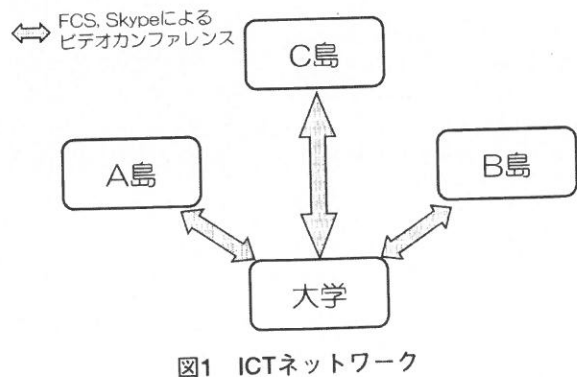 FCS, Skypeによる
ビデオカンファレンス
C島
A島
B島
大学
図1 ICTネットワーク